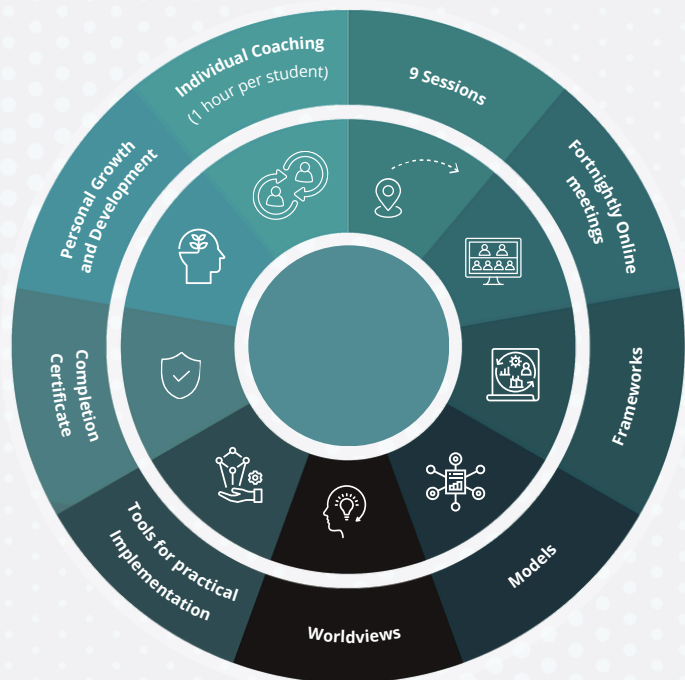 Individual Coaching
(1 hour per student)
9 Sessions
Fortnightly Online
meetings
Frameworks
Models
Worldviews
Tools for practical
Implementation
Completion
Certificate
Personal Growth
and Development